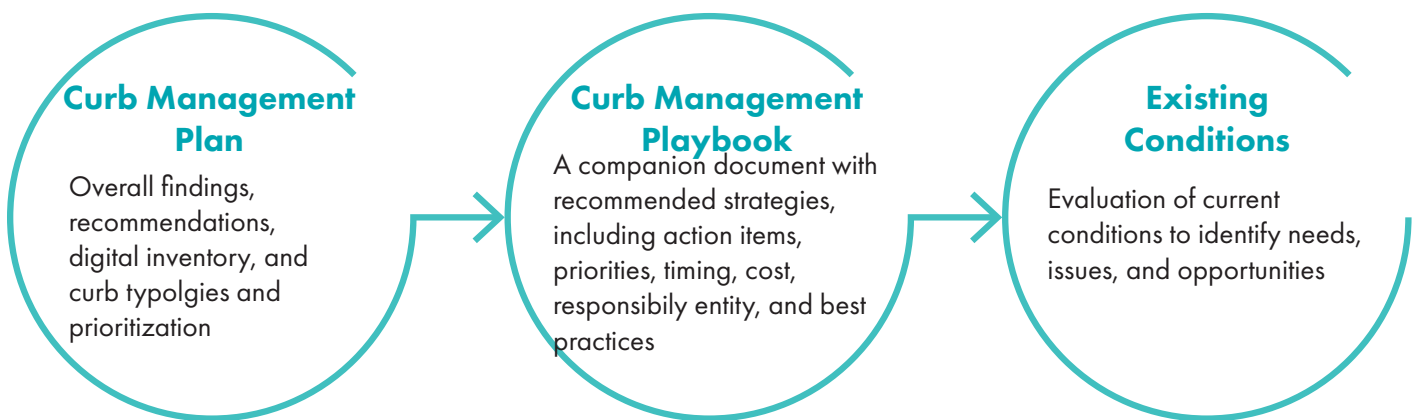 Curb Management
Plan
Overall findings,
recommendations,
digital inventory, and
curb typolgies and
prioritization
Curb Management
Playbook
A companion document with
recommended strategies,
including action items,
priorities, timing, cost,
responsibily entity, and best
practices
Existing
Conditions
Evaluation of current
conditions to identify needs,
issues, and opportunities